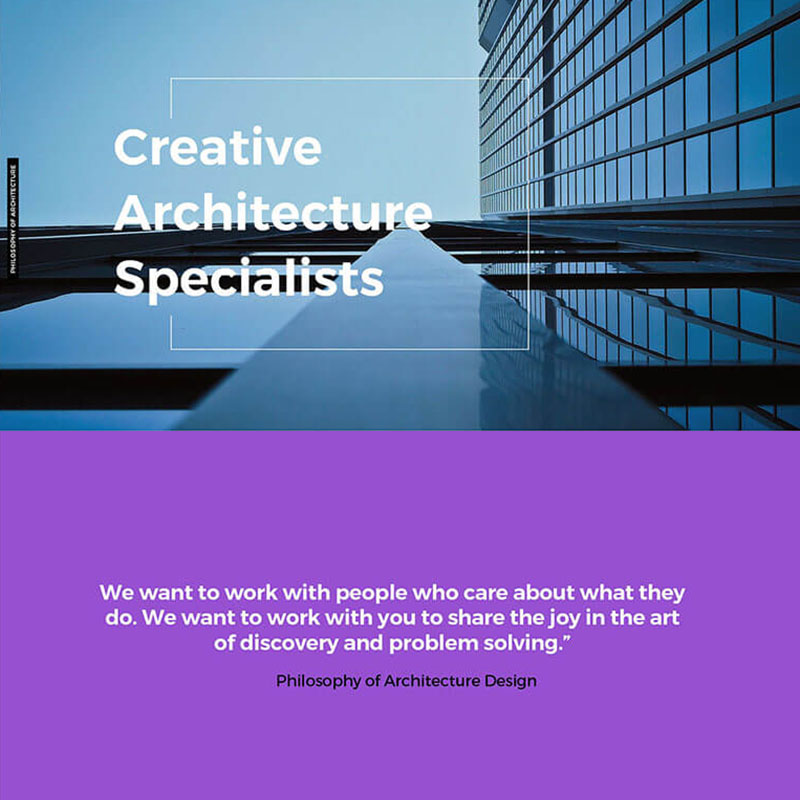 Creative
Architecture
Specialists
PHILOSOPHY OF ARCHITECTURE
We want to work with people who care about what they
do. We want to work with you to share the joy in the art
of discovery and problem solving.”
Philosophy of Architecture Design